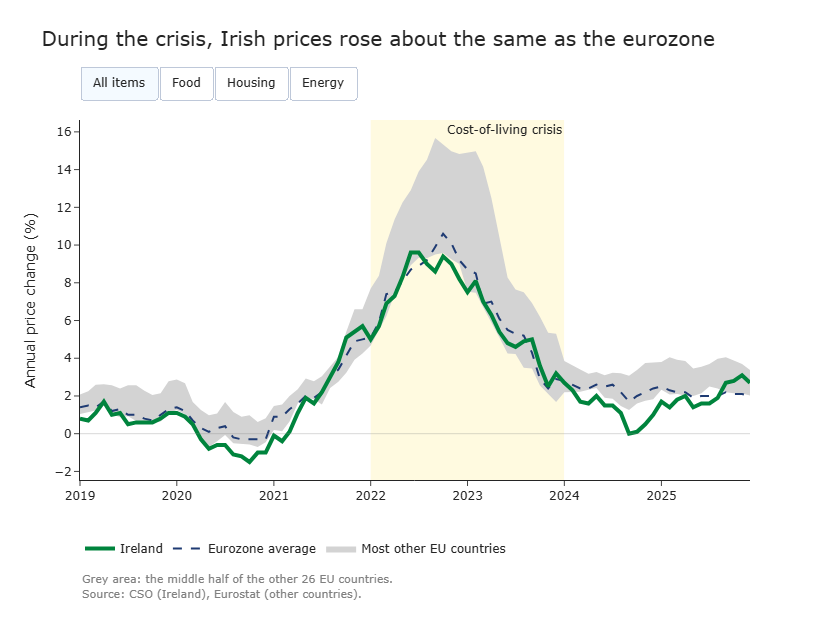 During the crisis, Irish prices rose about the same as the eurozone
All items Food Housing Energy
Cost-of-living crisis
Annual price change (%)
16
14
12
10
8
6
4
2
0
−2
2019 2020 2021 2022 2023 2024 2025
Ireland Eurozone average Most other EU countries
Grey area: the middle half of the other 26 EU countries.
Source: CSO (Ireland), Eurostat (other countries).